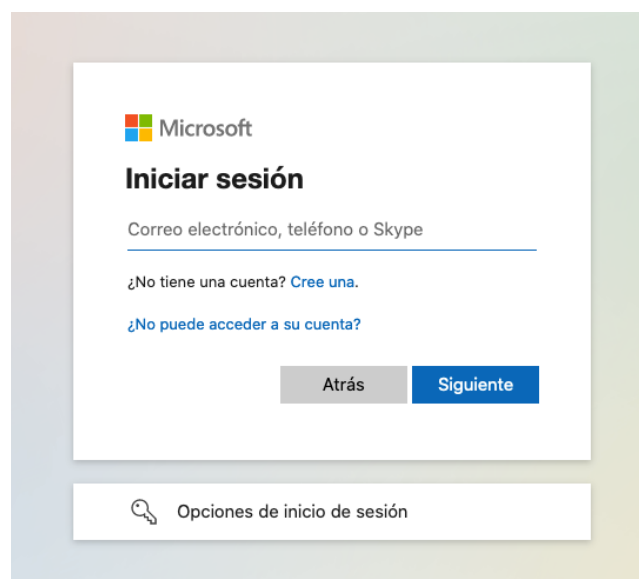 Microsoft
Iniciar sesión
Correo electrónico, teléfono o Skype
¿No tiene una cuenta? Cree una.
¿No puede acceder a su cuenta?
Atrás Siguiente
Opciones de inicio de sesión